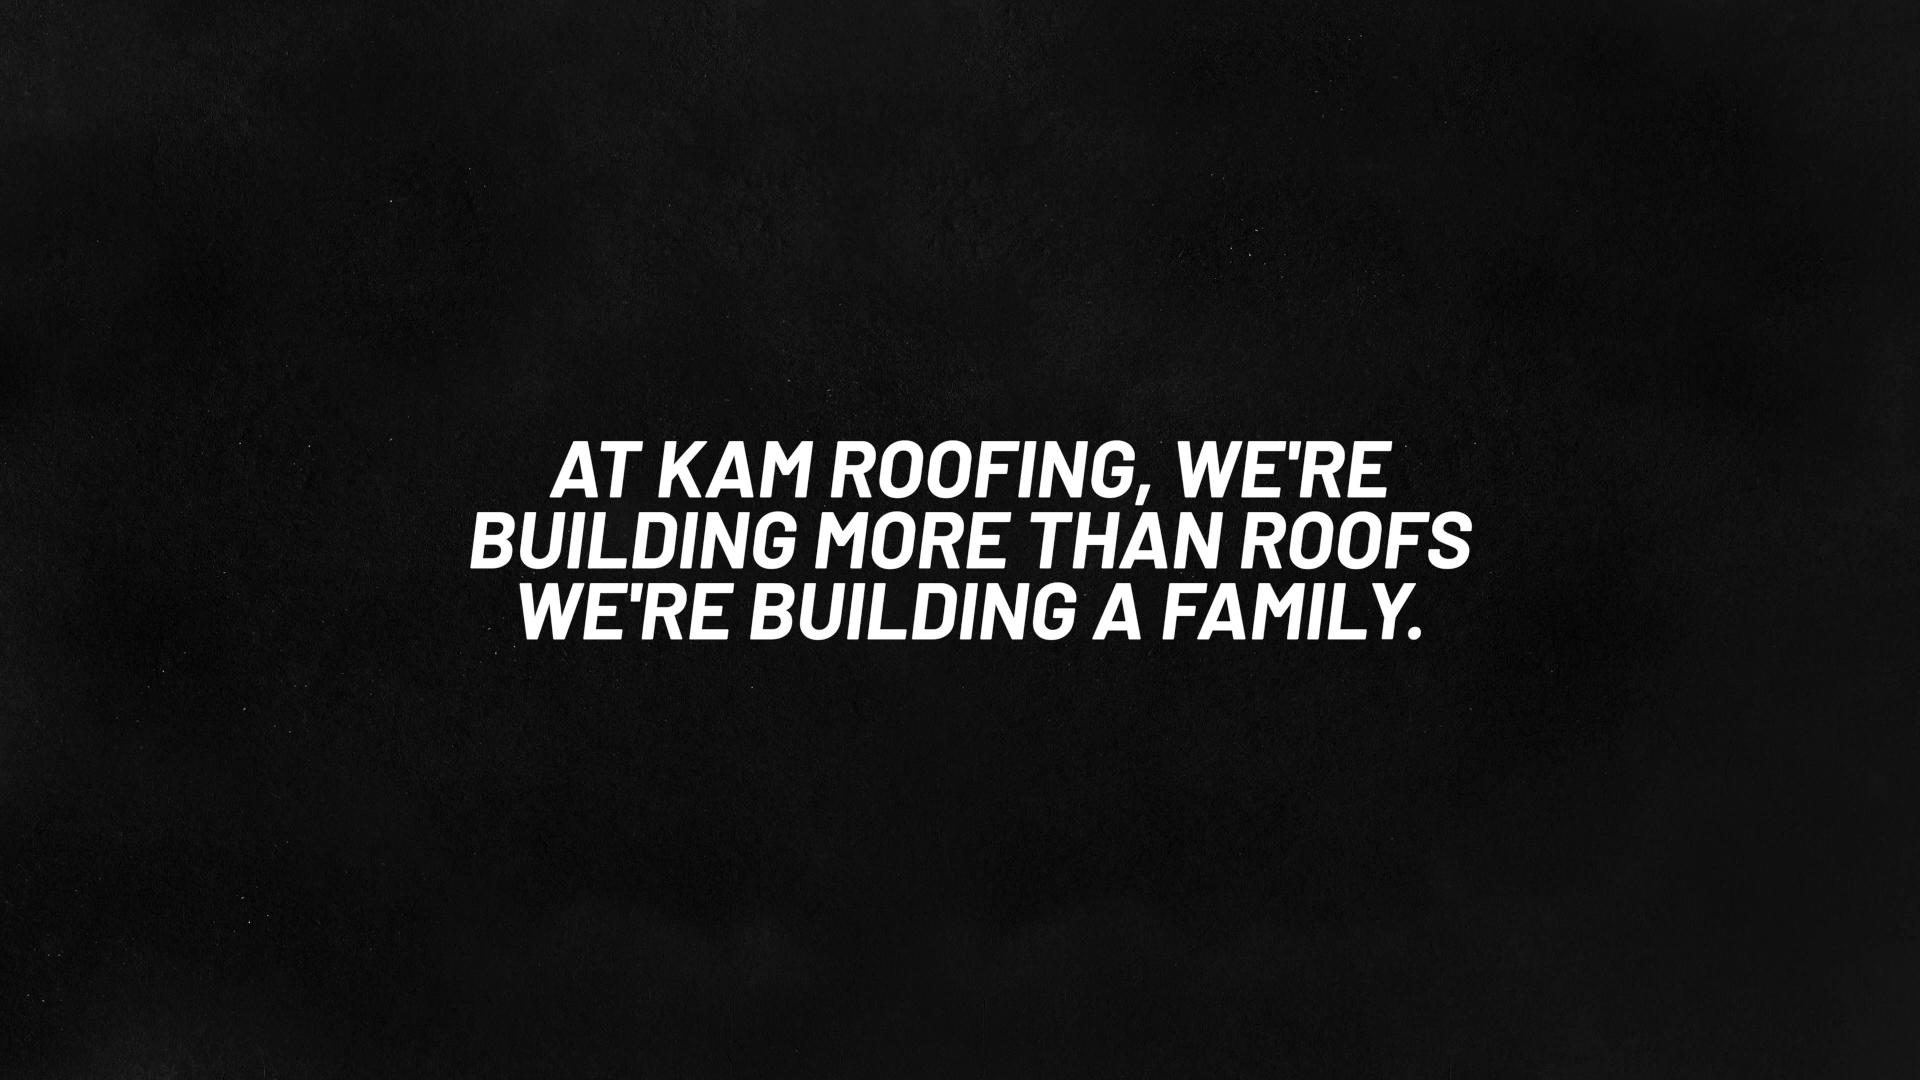 AT KAM ROOFING, WE'RE
BUILDING MORE THAN ROOFS
WE'RE BUILDING A FAMILY.